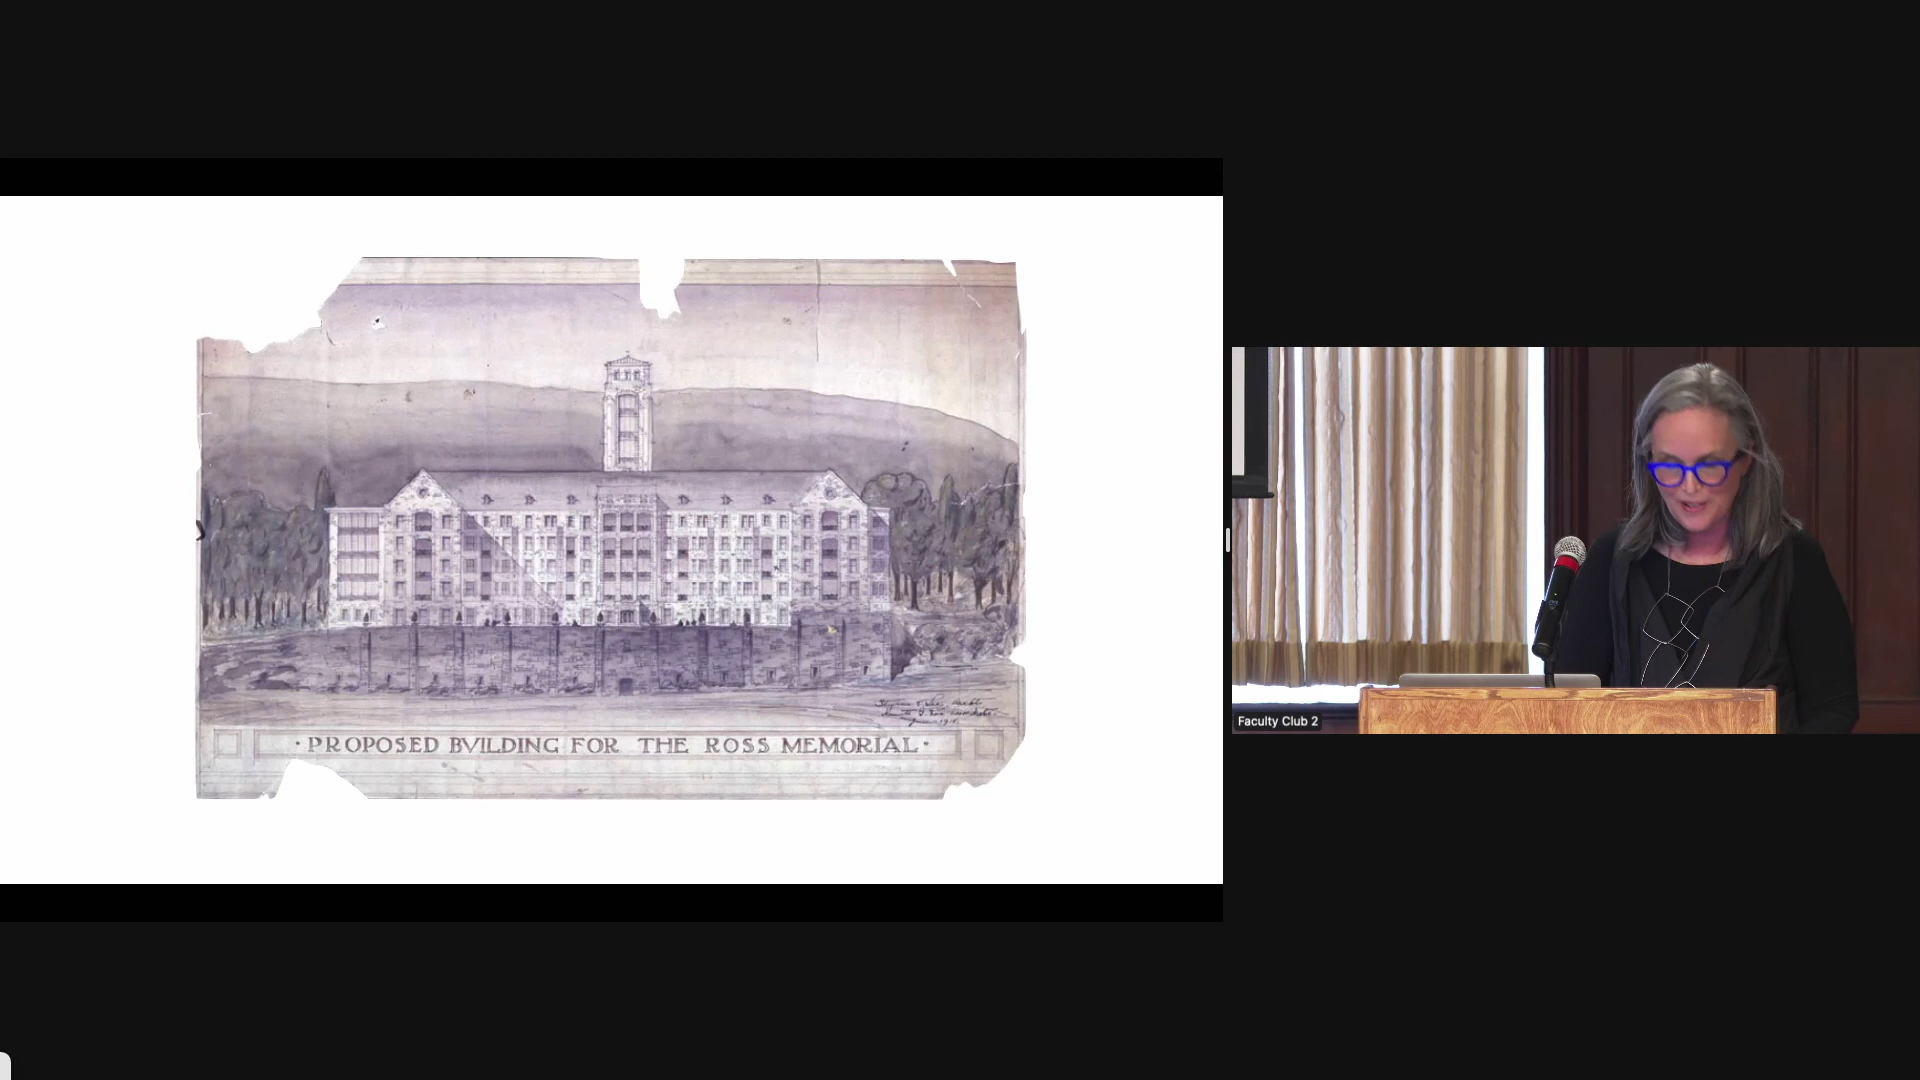 · PROPOSED BVILDING FOR THE ROSS MEMORIAL ·
Faculty Club 2